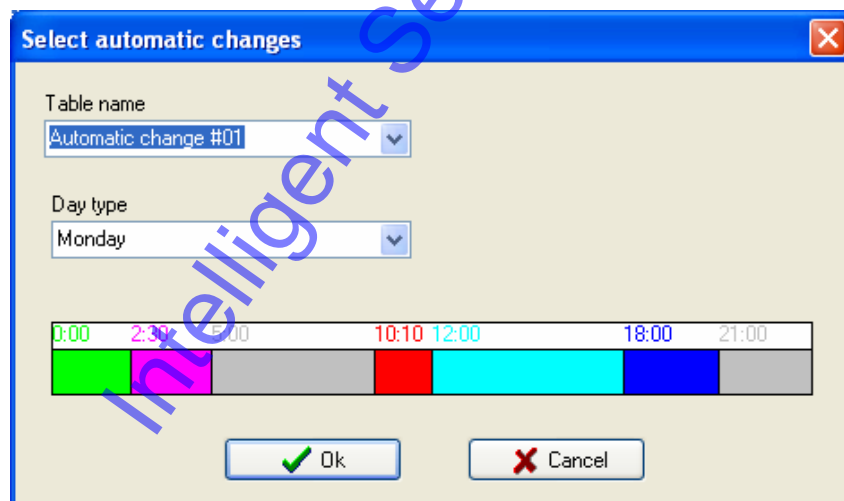 Select automatic changes
Table name
Automatic change #01
Day type
Monday
0:00 2:30 5:00 10:10 12:00 18:00 21:00
Ok Cancel
Intelligent